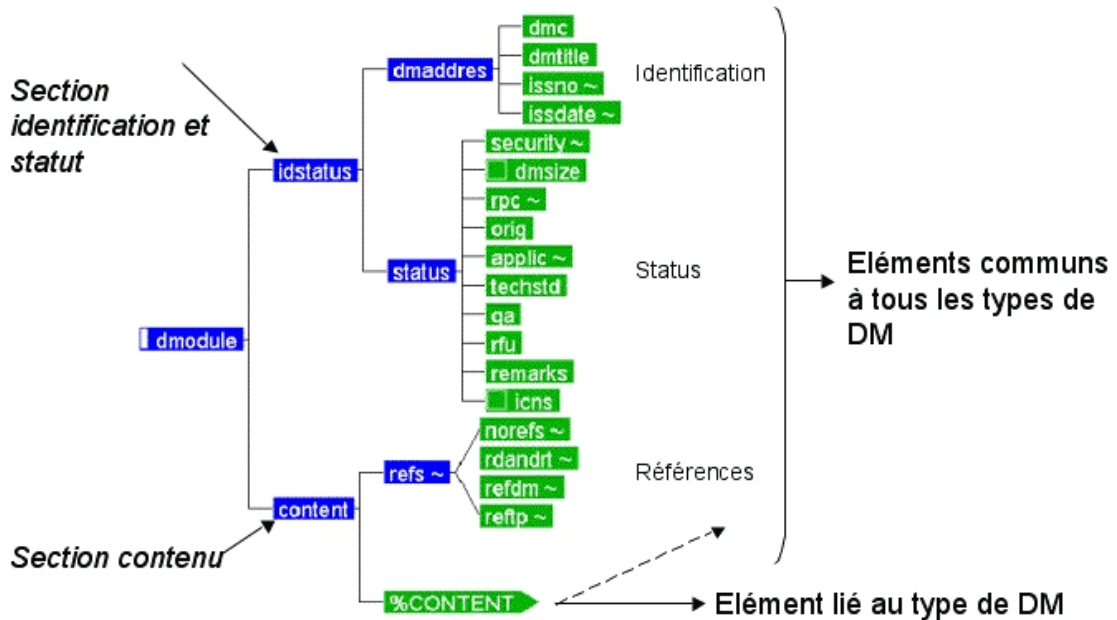 Section
identification et
statut
dmodule
idstatus
content
dmaddres
status
refs ~
%CONTENT
dmc
dmtitle
issno ~
issdate ~
security ~
dmsize
rpc ~
orig
applic ~
techstd
qa
rfu
remarks
icns
norefs ~
rdandrt ~
refdm ~
reftp ~
Identification
Status
Références
Eléments communs
à tous les types de
DM
Section contenu
Elément lié au type de DM